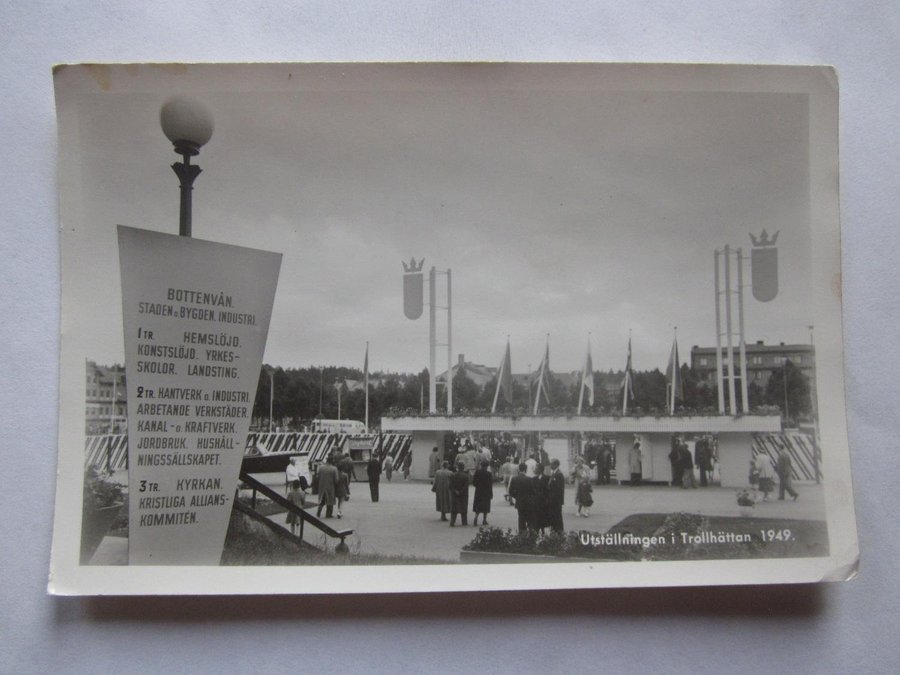 BOTTENVÅN.
STADEN o. BYGDEN. INDUSTRI.
1 TR. HEMSLÖJD.
KONSTSLÖJD. YRKES-
SKOLOR. LANDSTING.
2 TR. HANTVERK o. INDUSTRI.
ARBETANDE VERKSTÄDER.
KANAL- o. KRAFTVERK.
JORDBRUK. HUSHÅLL-
NINGSSÄLLSKAPET.
3 TR. KYRKAN.
KRISTLIGA ALLIANS-
KOMMITEN.
Utställningen i Trollhättan 1949.